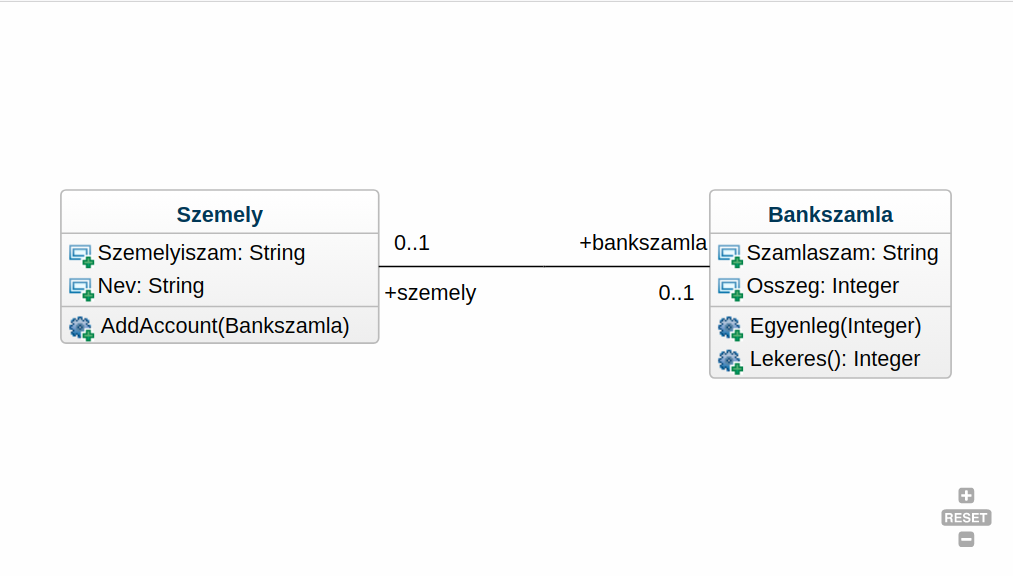 Szemely
Szemelyiszam: String
Nev: String
AddAccount(Bankszamla)
0..1
+szemely
+bankszamla
0..1
Bankszamla
Szamlaszam: String
Osszeg: Integer
Egyenleg(Integer)
Lekeres(): Integer
RESET